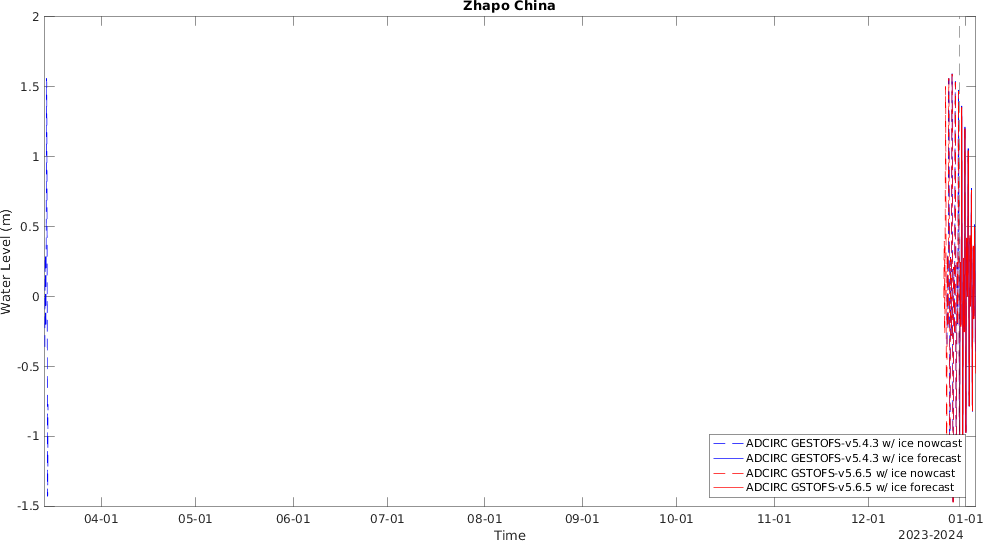 Zhapo China
2
1.5
1
0.5
0
-0.5
-1
-1.5
Water Level (m)
ADCIRC GESTOFS-v5.4.3 w/ ice nowcast
ADCIRC GESTOFS-v5.4.3 w/ ice forecast
ADCIRC GSTOFS-v5.6.5 w/ ice nowcast
ADCIRC GSTOFS-v5.6.5 w/ ice forecast
04-01 05-01 06-01 07-01 08-01 09-01 10-01 11-01 12-01 01-01
Time
2023-2024